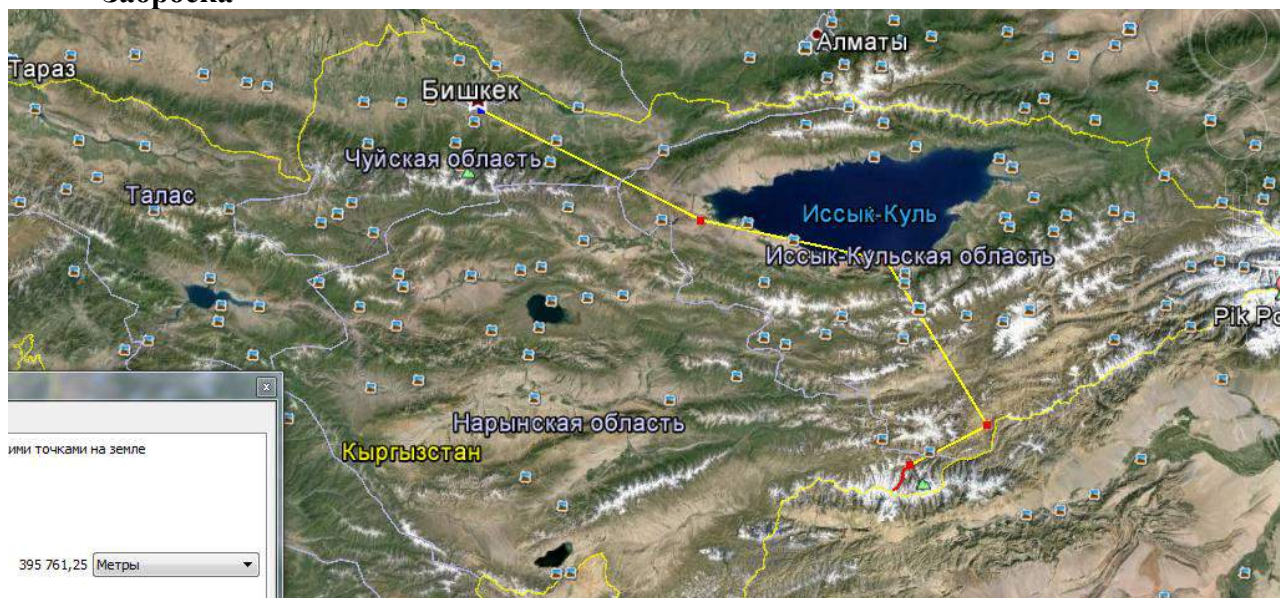 Заброска
Алматы
Тараз
Бишкек
Чуйская область
Талас
Иссык-Куль
Иссык-Кульская область
Pik Po
Нарынская область
Кыргызстан
ими точками на земле
395 761,25 Метры